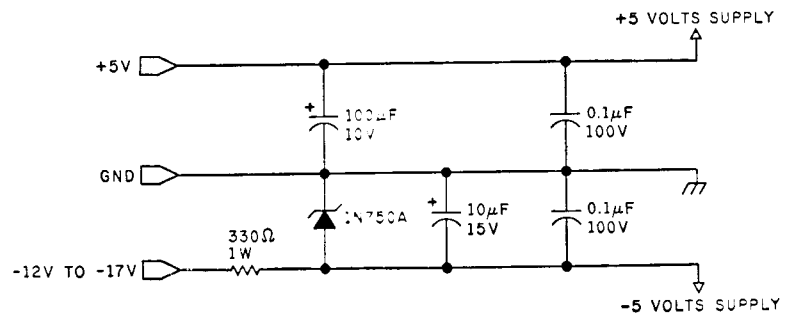 +5 VOLTS SUPPLY
+5V
+
100µF
10V
0.1µF
100V
GND
1N750A
+
10µF
15V
0.1µF
100V
330Ω
1W
-12V TO -17V
-5 VOLTS SUPPLY